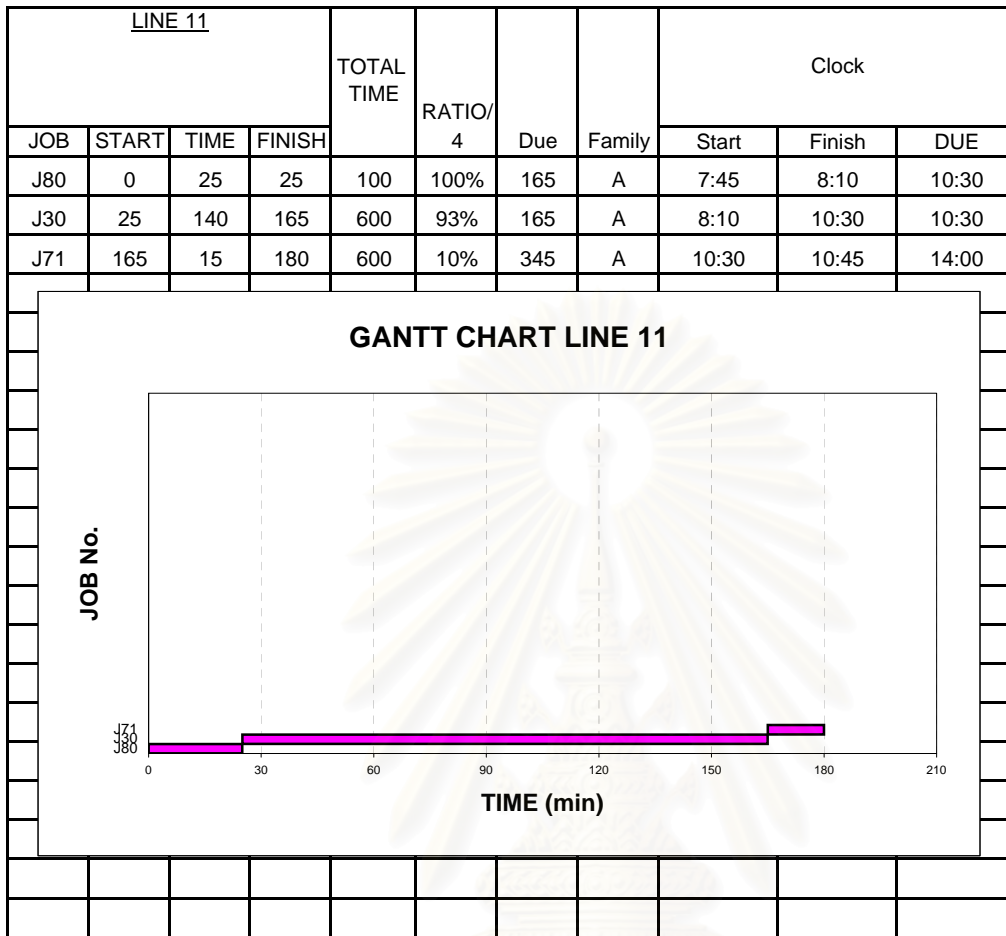 LINE 11
TOTAL TIME RATIO/ 4 Clock
JOB START TIME FINISH Due Family Start Finish DUE
J80 0 25 25 100 100% 165 A 7:45 8:10 10:30
J30 25 140 165 600 93% 165 A 8:10 10:30 10:30
J71 165 15 180 600 10% 345 A 10:30 10:45 14:00
GANTT CHART LINE 11
JOB No.
J71
J30
J80
0 30 60 90 120 150 180 210
TIME (min)